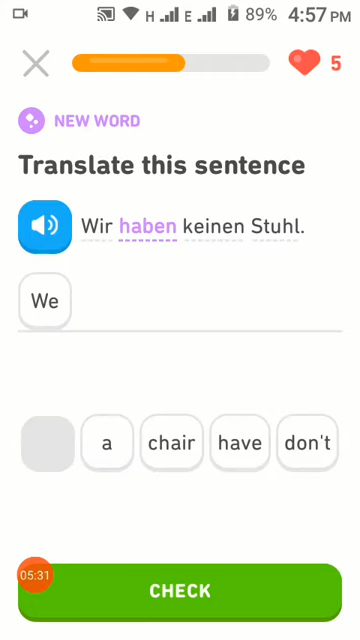 H E 89% 4:57 PM
5
NEW WORD
Translate this sentence
Wir haben keinen Stuhl.
We
a chair have don't
05:31
CHECK